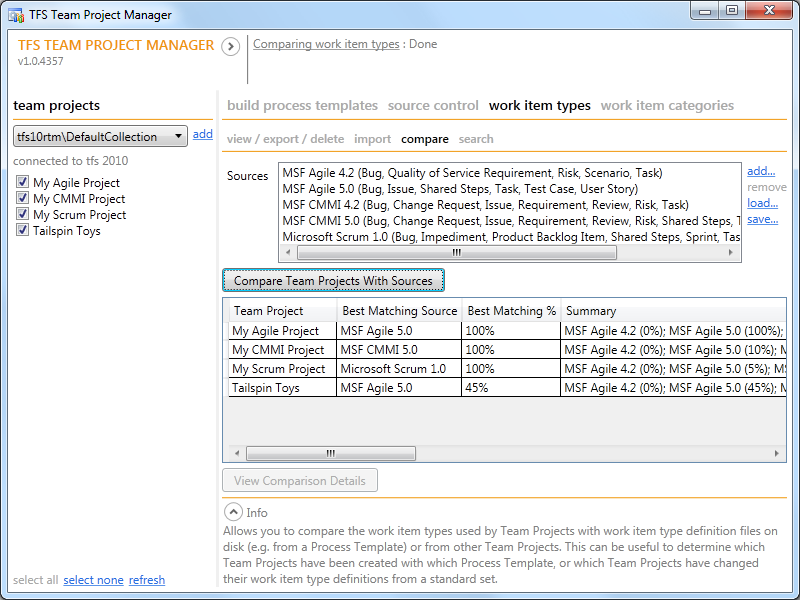 TFS Team Project Manager
TFS TEAM PROJECT MANAGER
v1.0.4357
Comparing work item types : Done
team projects
tfs10rtm\DefaultCollection
add
connected to tfs 2010
My Agile Project
My CMMI Project
My Scrum Project
Tailspin Toys
select all select none refresh
build process templates source control work item types work item categories
view / export / delete import compare search
Sources
MSF Agile 4.2 (Bug, Quality of Service Requirement, Risk, Scenario, Task)
MSF Agile 5.0 (Bug, Issue, Shared Steps, Task, Test Case, User Story)
MSF CMMI 4.2 (Bug, Change Request, Issue, Requirement, Review, Risk, Task)
MSF CMMI 5.0 (Bug, Change Request, Issue, Requirement, Review, Risk, Shared Steps, T
Microsoft Scrum 1.0 (Bug, Impediment, Product Backlog Item, Shared Steps, Sprint, Tas
add...
remove
load...
save...
Compare Team Projects With Sources
Team Project Best Matching Source Best Matching % Summary
My Agile Project MSF Agile 5.0 100% MSF Agile 4.2 (0%); MSF Agile 5.0 (100%);
My CMMI Project MSF CMMI 5.0 100% MSF Agile 4.2 (0%); MSF Agile 5.0 (10%); M
My Scrum Project Microsoft Scrum 1.0 100% MSF Agile 4.2 (0%); MSF Agile 5.0 (5%); M
Tailspin Toys MSF Agile 5.0 45% MSF Agile 4.2 (0%); MSF Agile 5.0 (45%); M
View Comparison Details
Info
Allows you to compare the work item types used by Team Projects with work item type definition files on
disk (e.g. from a Process Template) or from other Team Projects. This can be useful to determine which
Team Projects have been created with which Process Template, or which Team Projects have changed
their work item type definitions from a standard set.